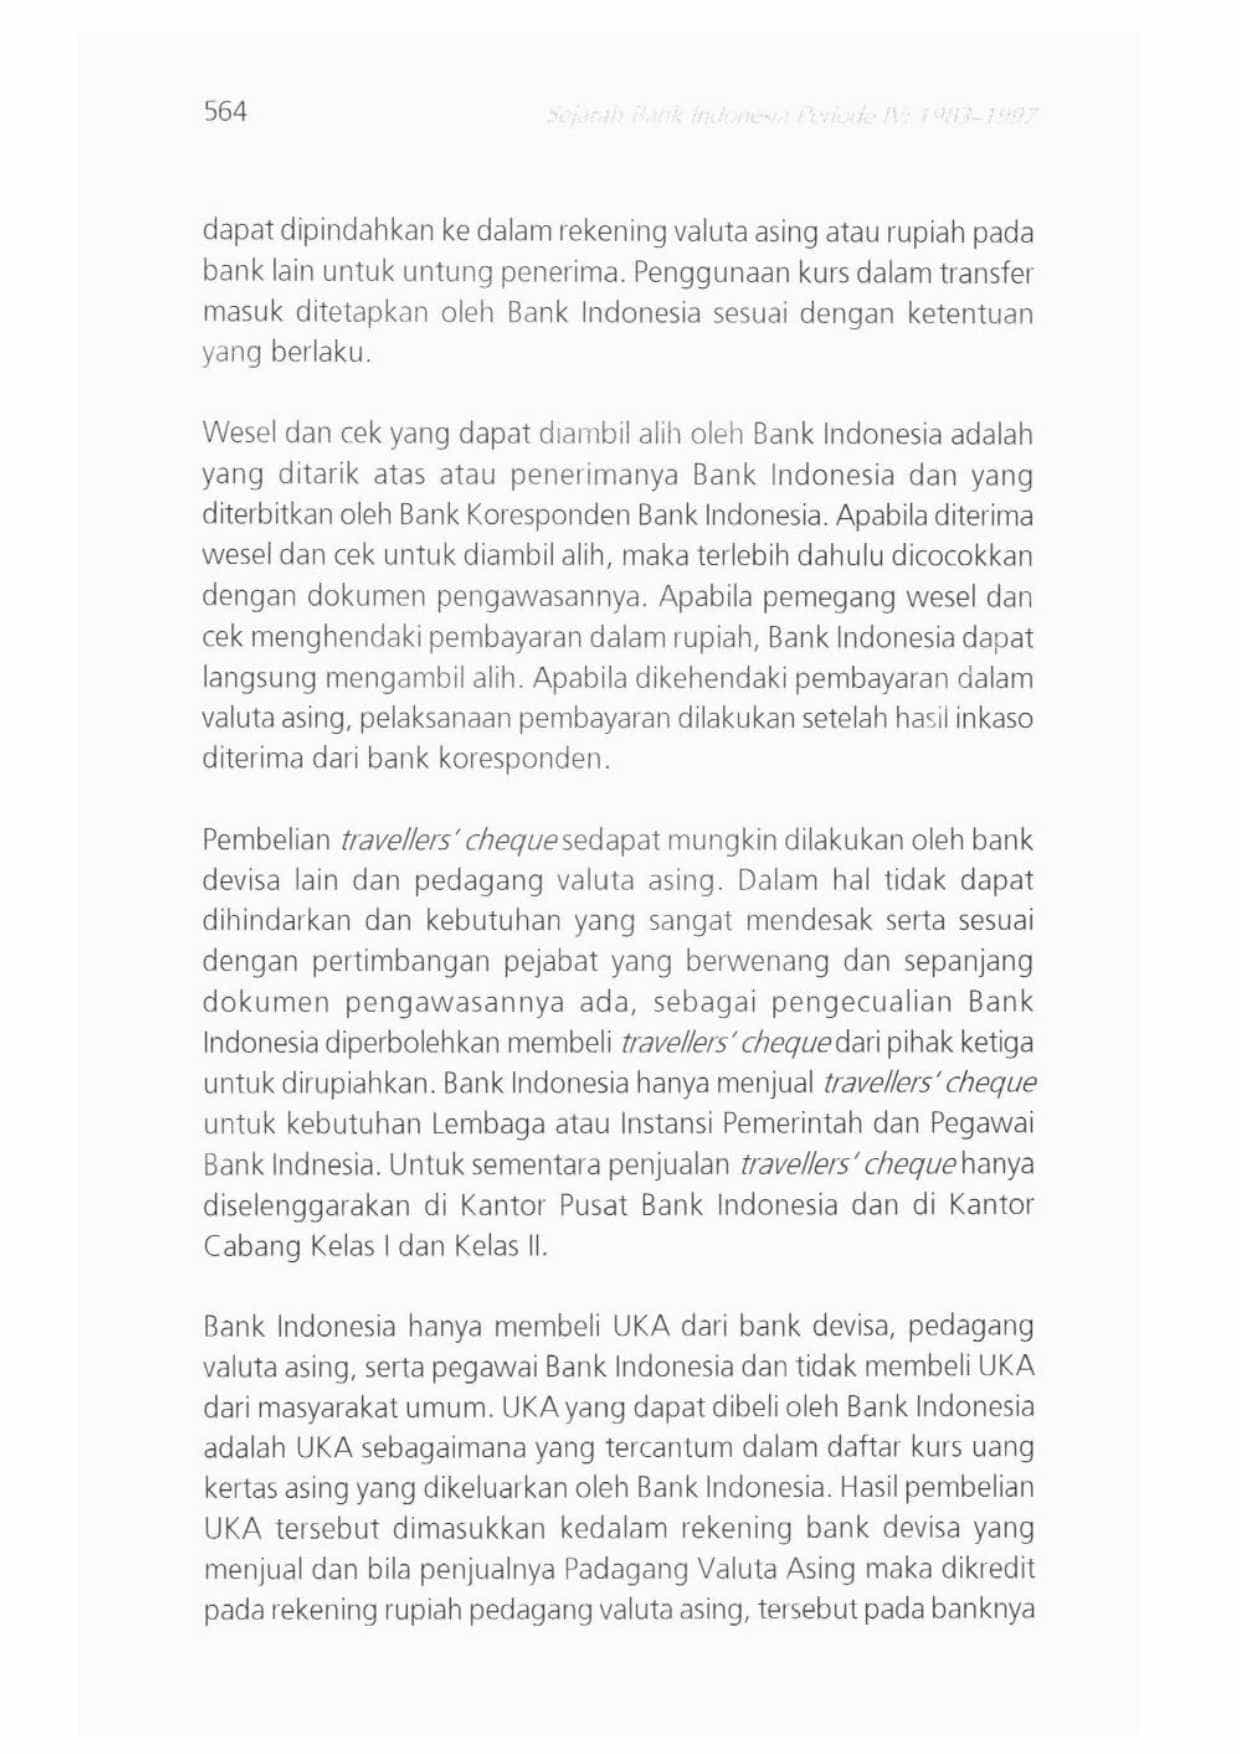 564
Sejarah Bank Indonesia Periode IV: 1983–1997
dapat dipindahkan ke dalam rekening valuta asing atau rupiah pada
bank lain untuk untung penerima. Penggunaan kurs dalam transfer
masuk ditetapkan oleh Bank Indonesia sesuai dengan ketentuan
yang berlaku.
Wesel dan cek yang dapat diambil alih oleh Bank Indonesia adalah
yang ditarik atas atau penerimanya Bank Indonesia dan yang
diterbitkan oleh Bank Koresponden Bank Indonesia. Apabila diterima
wesel dan cek untuk diambil alih, maka terlebih dahulu dicocokkan
dengan dokumen pengawasannya. Apabila pemegang wesel dan
cek menghendaki pembayaran dalam rupiah, Bank Indonesia dapat
langsung mengambil alih. Apabila dikehendaki pembayaran dalam
valuta asing, pelaksanaan pembayaran dilakukan setelah hasil inkaso
diterima dari bank koresponden.
Pembelian travellers' cheque sedapat mungkin dilakukan oleh bank
devisa lain dan pedagang valuta asing. Dalam hal tidak dapat
dihindarkan dan kebutuhan yang sangat mendesak serta sesuai
dengan pertimbangan pejabat yang berwenang dan sepanjang
dokumen pengawasannya ada, sebagai pengecualian Bank
Indonesia diperbolehkan membeli travellers' cheque dari pihak ketiga
untuk dirupiahkan. Bank Indonesia hanya menjual travellers' cheque
untuk kebutuhan Lembaga atau Instansi Pemerintah dan Pegawai
Bank Indnesia. Untuk sementara penjualan travellers' cheque hanya
diselenggarakan di Kantor Pusat Bank Indonesia dan di Kantor
Cabang Kelas I dan Kelas II.
Bank Indonesia hanya membeli UKA dari bank devisa, pedagang
valuta asing, serta pegawai Bank Indonesia dan tidak membeli UKA
dari masyarakat umum. UKA yang dapat dibeli oleh Bank Indonesia
adalah UKA sebagaimana yang tercantum dalam daftar kurs uang
kertas asing yang dikeluarkan oleh Bank Indonesia. Hasil pembelian
UKA tersebut dimasukkan kedalam rekening bank devisa yang
menjual dan bila penjualnya Padagang Valuta Asing maka dikredit
pada rekening rupiah pedagang valuta asing, tersebut pada banknya